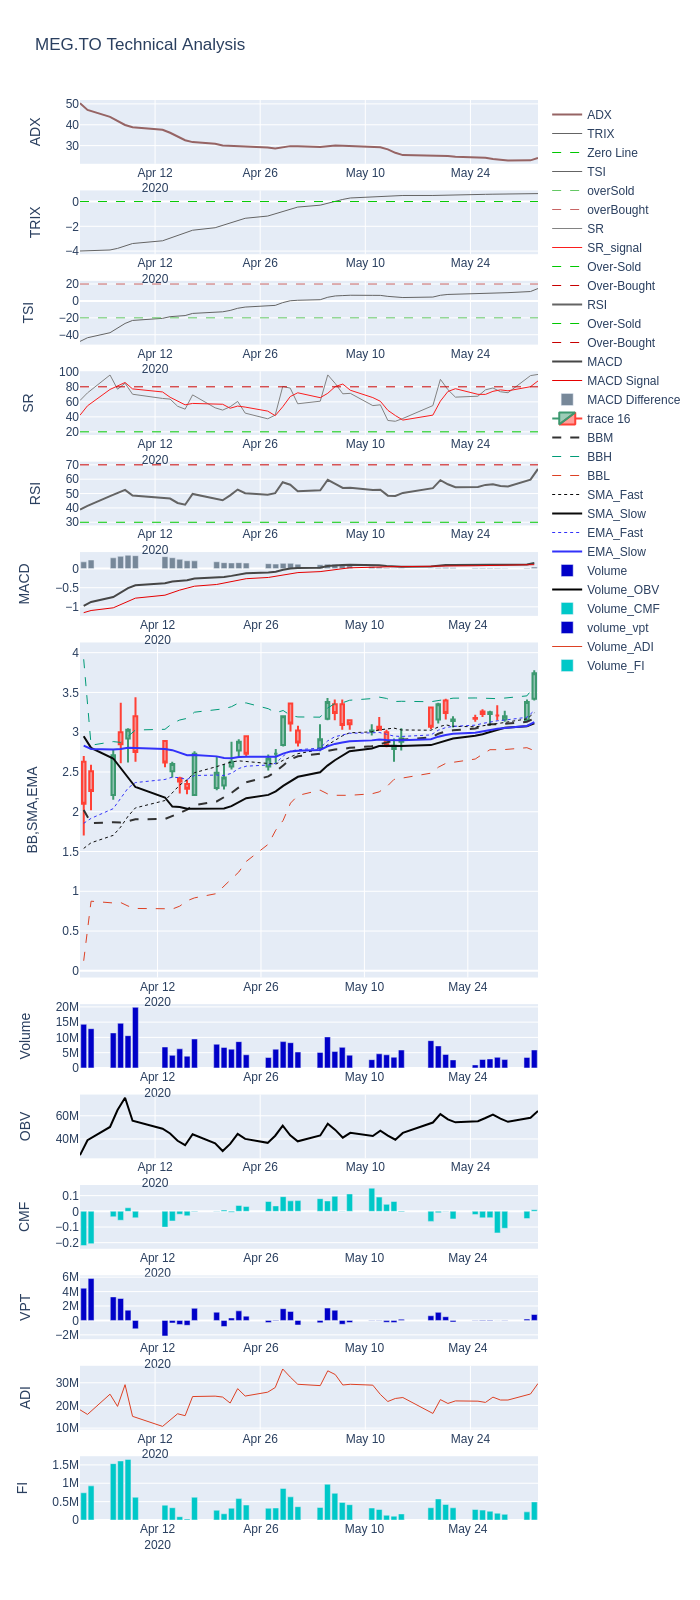 MEG.TO Technical Analysis
ADX
50
40
30
Apr 12
2020
Apr 26
May 10
May 24
TRIX
0
−2
−4
Apr 12
2020
Apr 26
May 10
May 24
TSI
20
0
−20
−40
Apr 12
2020
Apr 26
May 10
May 24
SR
100
80
60
40
20
Apr 12
2020
Apr 26
May 10
May 24
RSI
70
60
50
40
30
Apr 12
2020
Apr 26
May 10
May 24
MACD
0
−0.5
−1
Apr 12
2020
Apr 26
May 10
May 24
BB,SMA,EMA
4
3.5
3
2.5
2
1.5
1
0.5
0
Apr 12
2020
Apr 26
May 10
May 24
Volume
20M
15M
10M
5M
0
Apr 12
2020
Apr 26
May 10
May 24
OBV
60M
40M
Apr 12
2020
Apr 26
May 10
May 24
CMF
0.1
0
−0.1
−0.2
Apr 12
2020
Apr 26
May 10
May 24
VPT
6M
4M
2M
0
−2M
Apr 12
2020
Apr 26
May 10
May 24
ADI
30M
20M
10M
Apr 12
2020
Apr 26
May 10
May 24
FI
1.5M
1M
0.5M
0
Apr 12
2020
Apr 26
May 10
May 24
ADX
TRIX
Zero Line
TSI
overSold
overBought
SR
SR_signal
Over-Sold
Over-Bought
RSI
Over-Sold
Over-Bought
MACD
MACD Signal
MACD Difference
trace 16
BBM
BBH
BBL
SMA_Fast
SMA_Slow
EMA_Fast
EMA_Slow
Volume
Volume_OBV
Volume_CMF
volume_vpt
Volume_ADI
Volume_FI